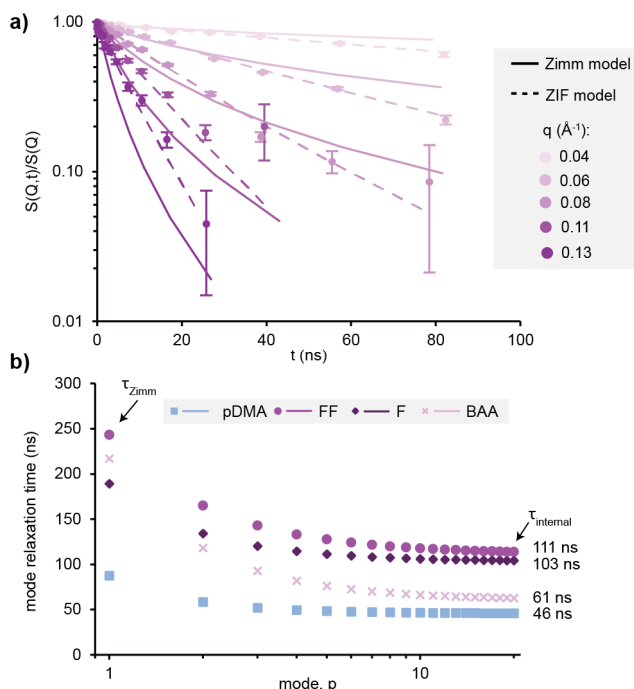 a)
1.00
0.10
0.01
S(Q,t)/S(Q)
0
20
40
60
80
100
t (ns)
Zimm model
ZIF model
q (Å-1):
0.04
0.06
0.08
0.11
0.13
b)
300
250
200
150
100
50
0
mode relaxation time (ns)
τZimm
pDMA
FF
F
BAA
τinternal
111 ns
103 ns
61 ns
46 ns
1
10
mode, p